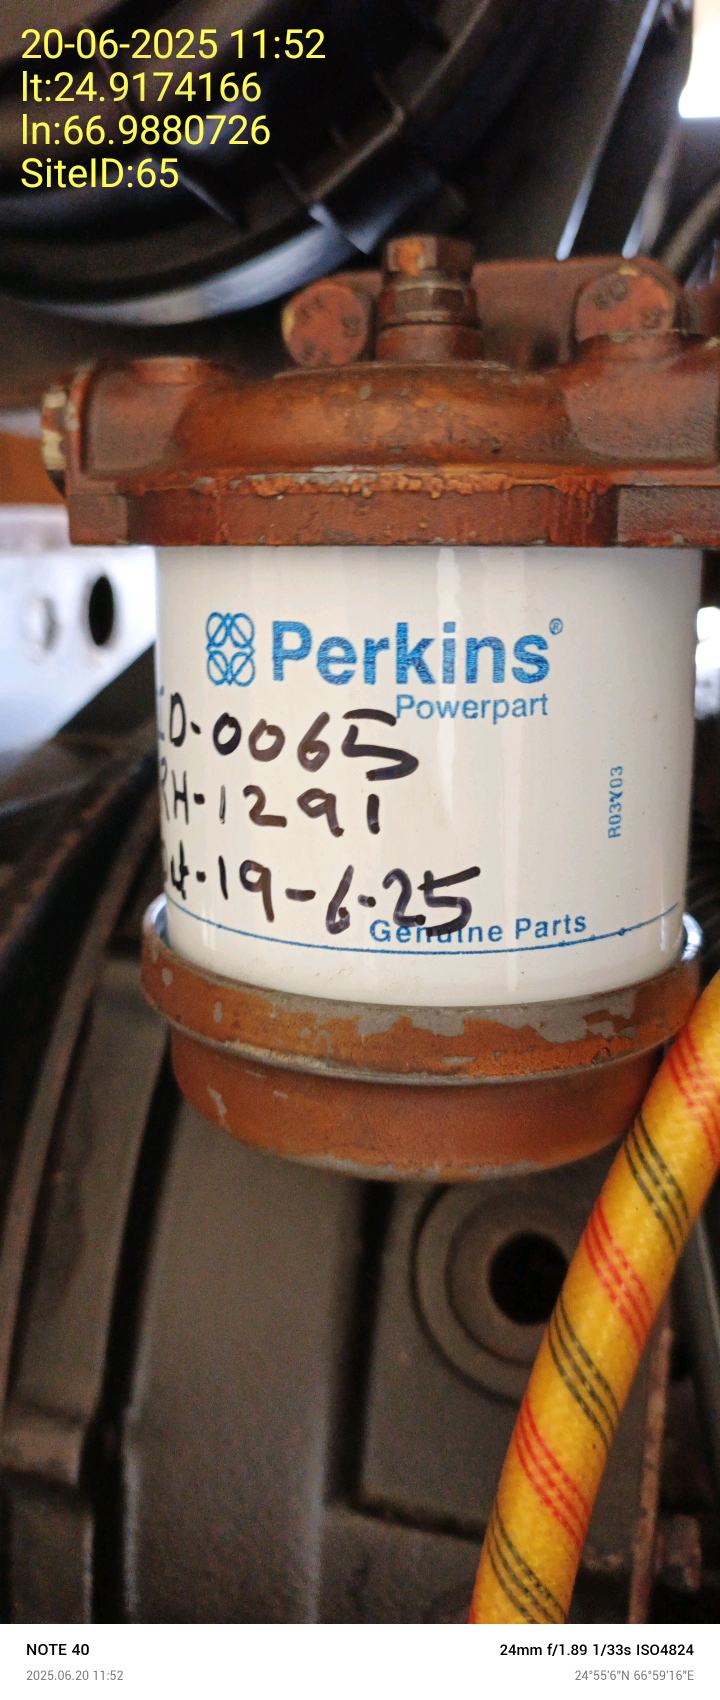 20-06-2025 11:52
lt:24.9174166
ln:66.9880726
SiteID:65
Perkins®
Powerpart
D-0065
RH-1291
19-6-25
R03Y03
Genuine Parts
NOTE 40
24mm f/1.89 1/33s ISO4824
2025.06.20 11:52
24°55'6"N 66°59'16"E